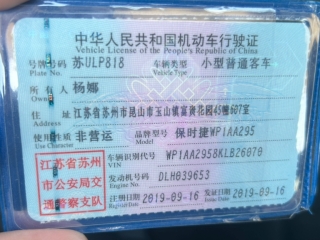 中华人民共和国机动车行驶证
Vehicle License of the People's Republic of China
号牌号码 苏ULP818 车辆类型 小型普通客车
Plate No. Vehicle Type
所有人 杨娜
Owner
住址 江苏省苏州市昆山市玉山镇富贵花园45幢607室
Address
使用性质 非营运 品牌型号 保时捷WP1AA295
Use Character Model
江苏省苏州
市公安局交
通警察支队
车辆识别代号 WP1AA2958KLB26070
VIN
发动机号码 DLH039653
Engine No.
注册日期 2019-09-16 发证日期 2019-09-16
Register Date Issue Date